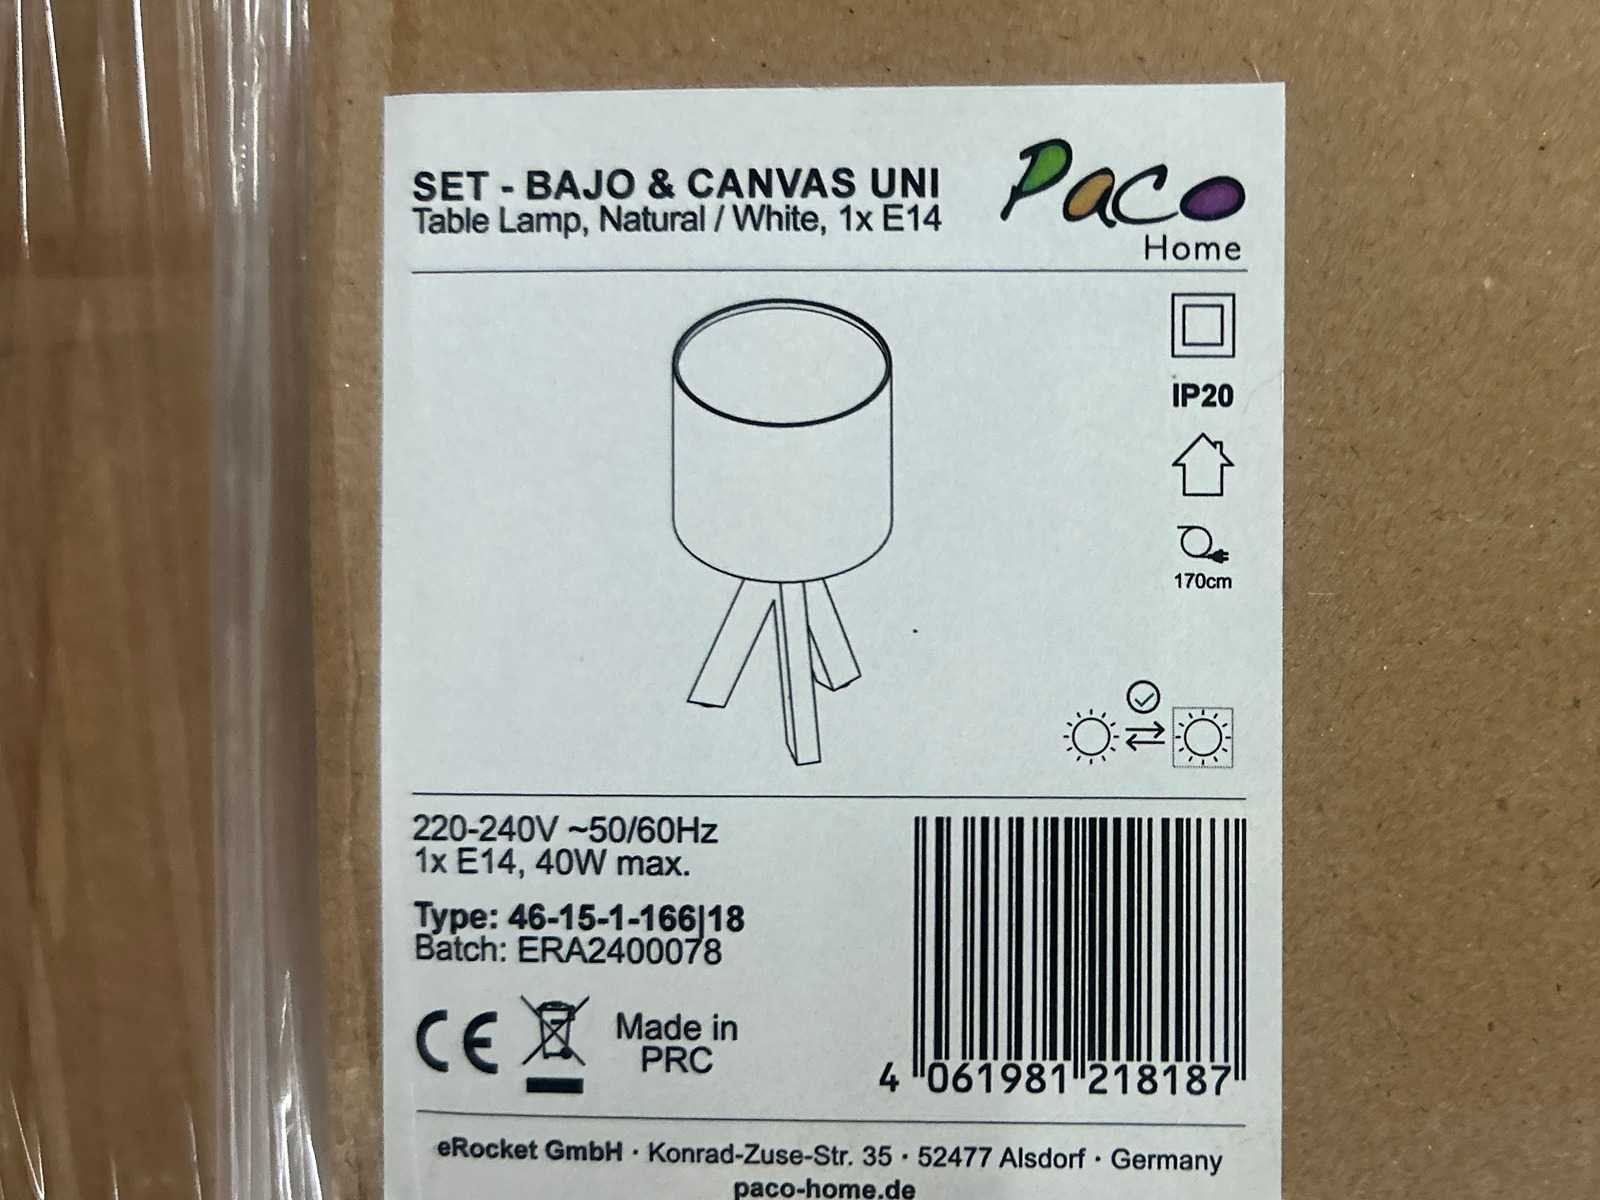 SET - BAJO & CANVAS UNI
Table Lamp, Natural / White, 1x E14
Paco
Home
IP20
170cm
220-240V ~50/60Hz
1x E14, 40W max.
Type: 46-15-1-166|18
Batch: ERA2400078
CE
Made in
PRC
4 061981 218187
eRocket GmbH · Konrad-Zuse-Str. 35 · 52477 Alsdorf · Germany
paco-home.de